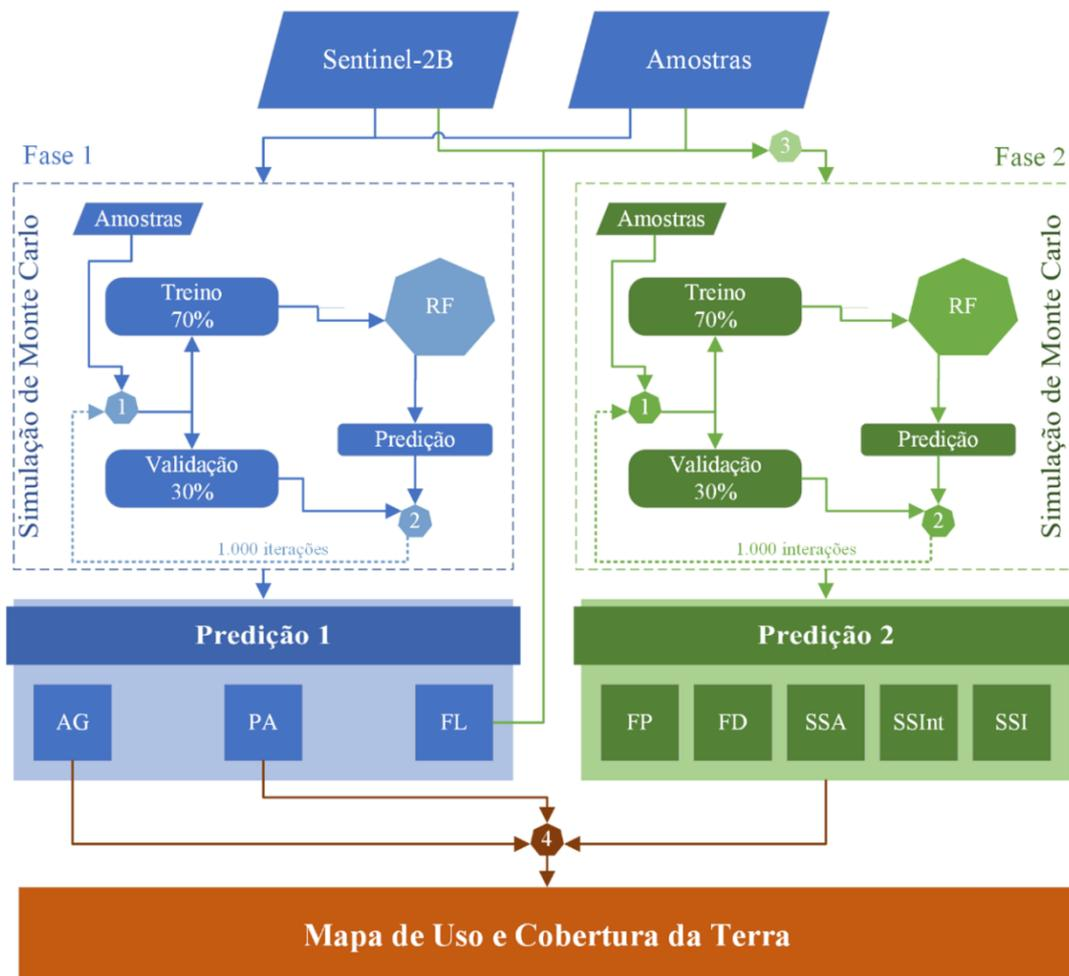 Sentinel-2B
Amostras
3
Fase 1
Fase 2
Simulação de Monte Carlo
Amostras
Treino
70%
RF
1
Predição
Validação
30%
2
1.000 iterações
Amostras
Treino
70%
RF
1
Predição
Validação
30%
2
1.000 interações
Simulação de Monte Carlo
Predição 1
AG
PA
FL
Predição 2
FP
FD
SSA
SSInt
SSI
4
Mapa de Uso e Cobertura da Terra